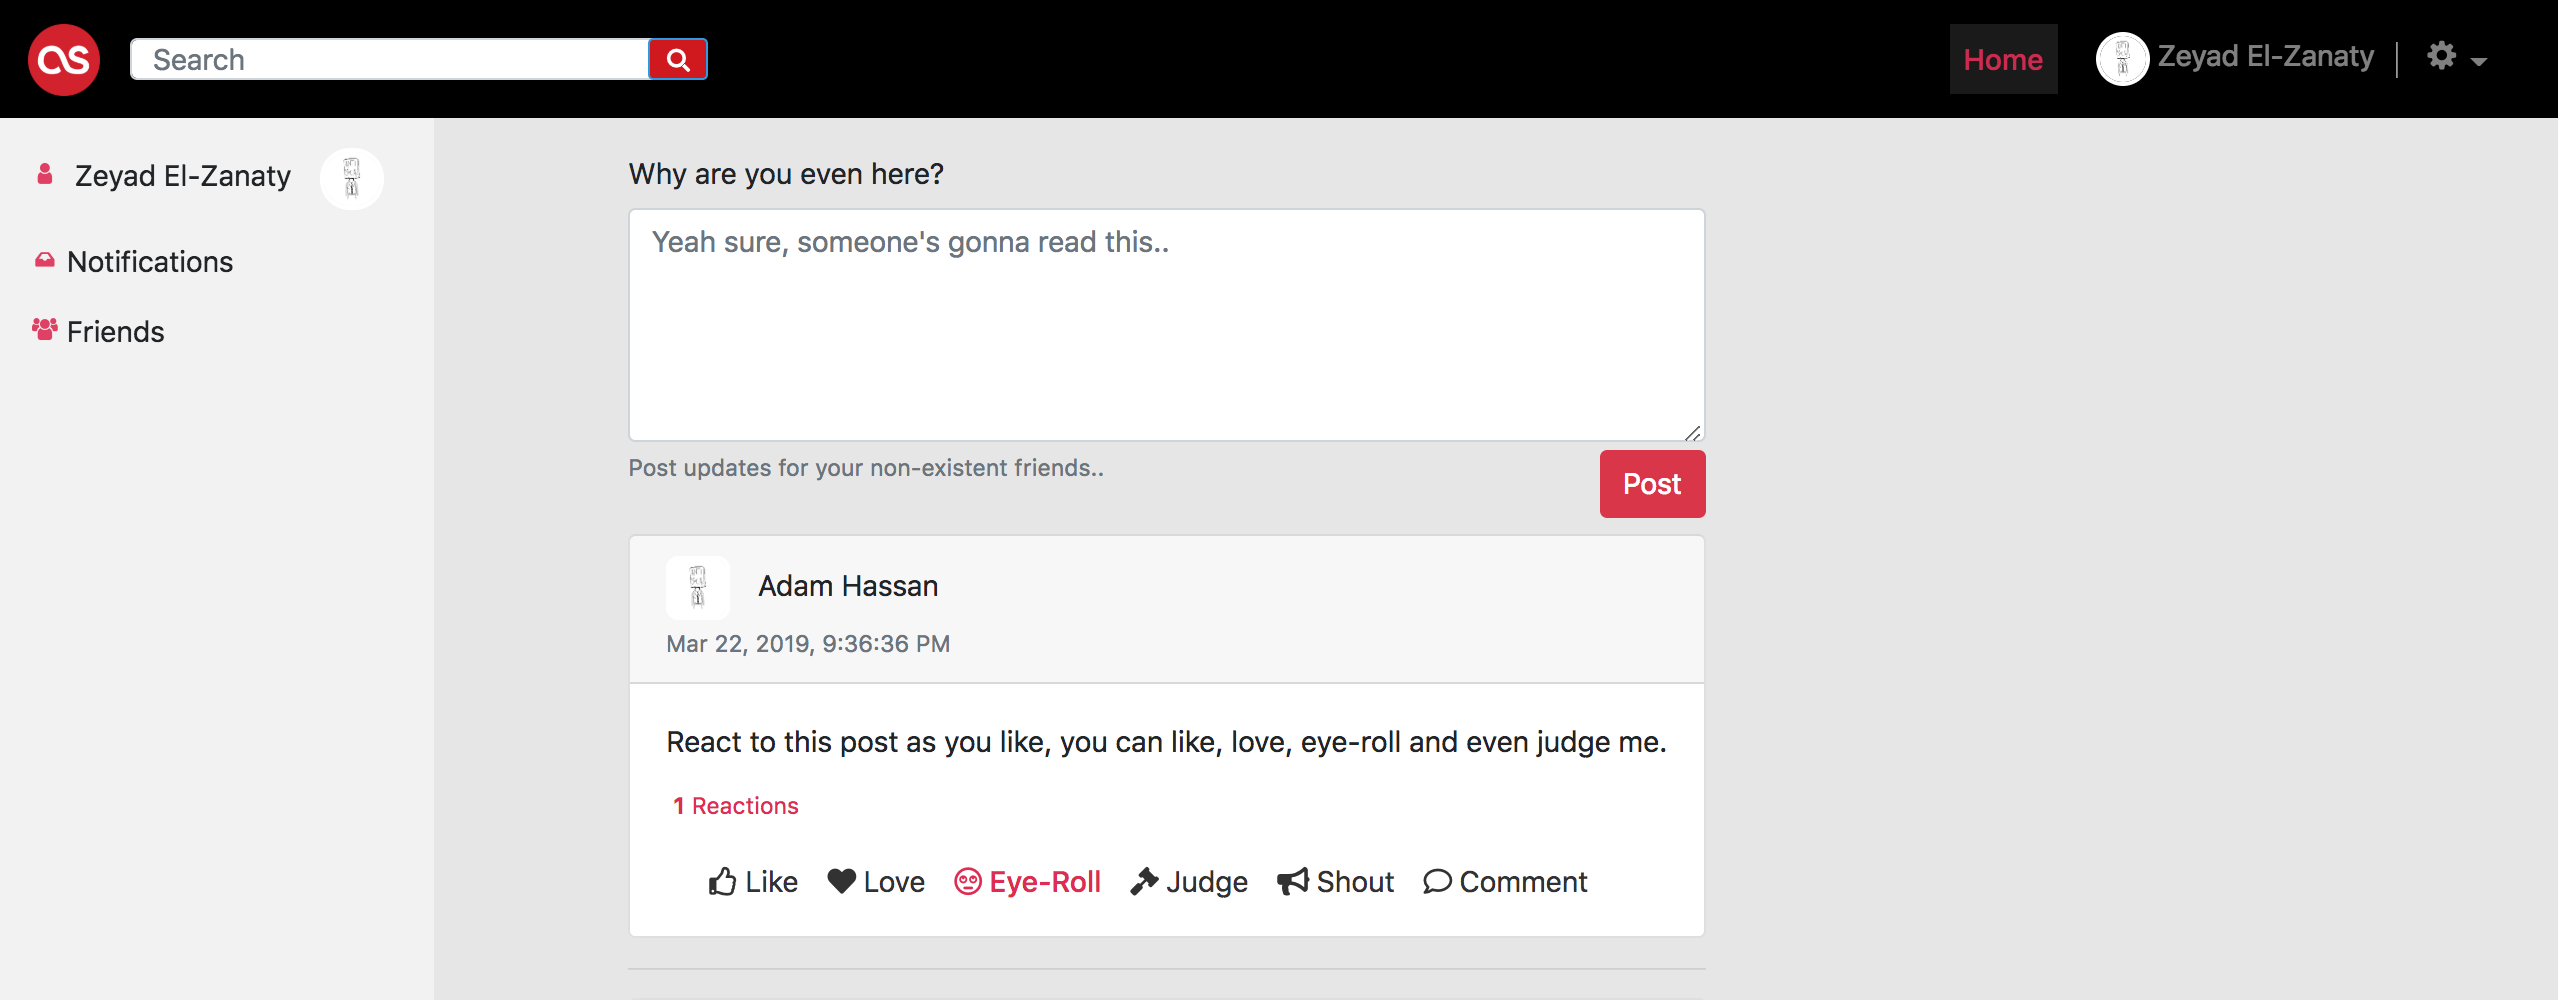 as
Search
Home
Zeyad El-Zanaty
Zeyad El-Zanaty
Notifications
Friends
Why are you even here?
Yeah sure, someone's gonna read this..
Post updates for your non-existent friends..
Post
Adam Hassan
Mar 22, 2019, 9:36:36 PM
React to this post as you like, you can like, love, eye-roll and even judge me.
1 Reactions
Like Love Eye-Roll Judge Shout Comment